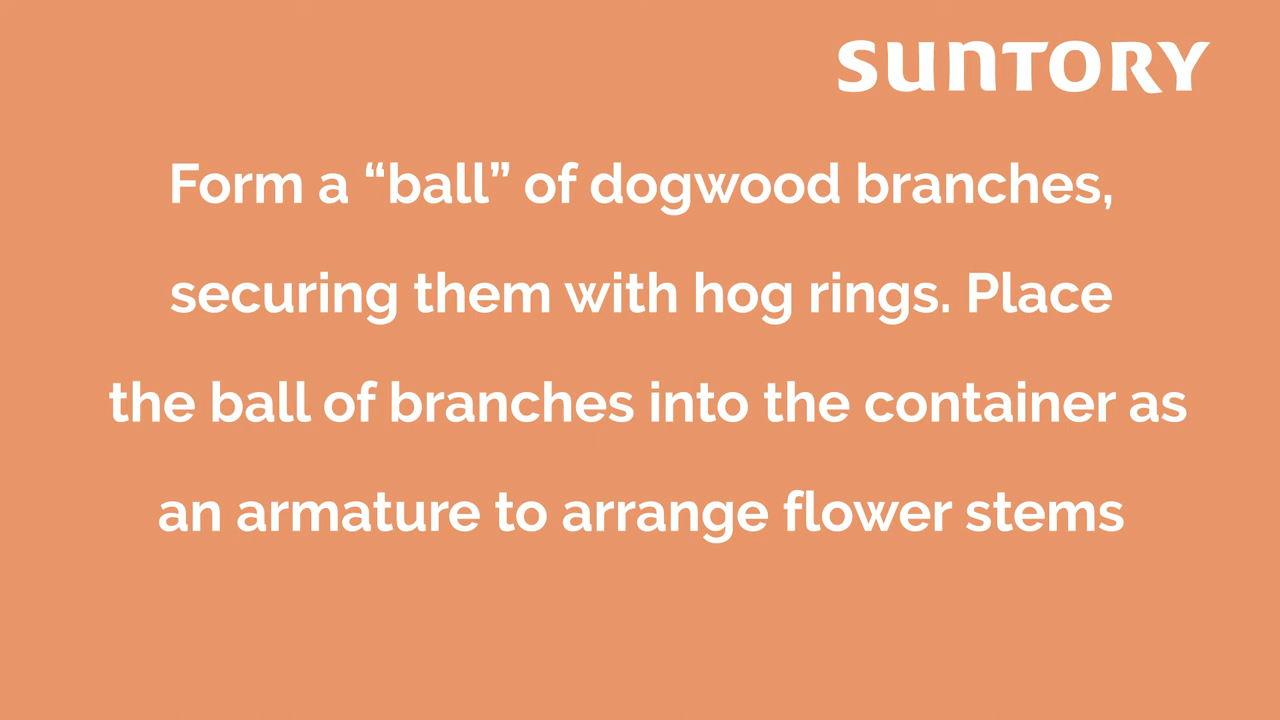 SUNTORY
Form a “ball” of dogwood branches,
securing them with hog rings. Place
the ball of branches into the container as
an armature to arrange flower stems